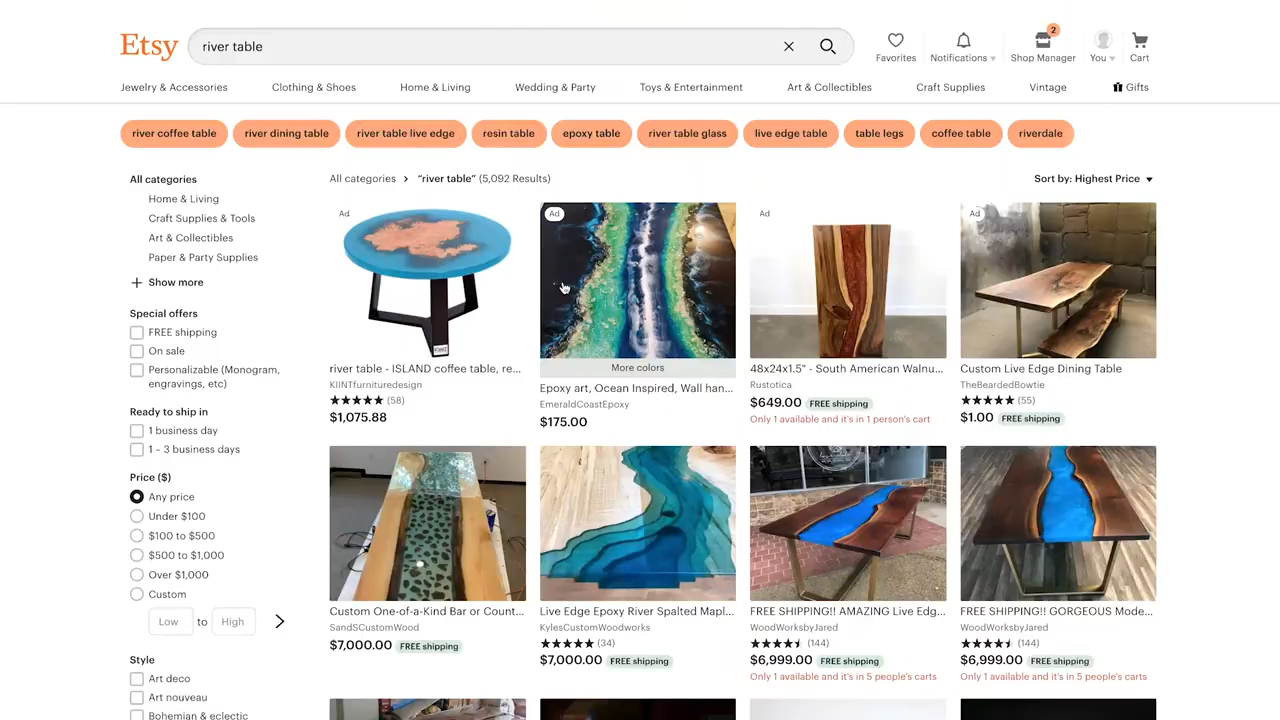 Etsy
river table
Favorites
Notifications
2
Shop Manager
You
Cart
Jewelry & Accessories
Clothing & Shoes
Home & Living
Wedding & Party
Toys & Entertainment
Art & Collectibles
Craft Supplies
Vintage
Gifts
river coffee table
river dining table
river table live edge
resin table
epoxy table
river table glass
live edge table
table legs
coffee table
riverdale
All categories
Home & Living
Craft Supplies & Tools
Art & Collectibles
Paper & Party Supplies
Show more
Special offers
FREE shipping
On sale
Personalizable (Monogram,
engravings, etc)
Ready to ship in
1 business day
1 – 3 business days
Price ($)
Any price
Under $100
$100 to $500
$500 to $1,000
Over $1,000
Custom
Low to High
Style
Art deco
Art nouveau
Bohemian & eclectic
All categories > “river table” (5,092 Results)
Sort by: Highest Price
Ad
river table - ISLAND coffee table, re...
KIINTfurnituredesign
(58)
$1,075.88
Ad
More colors
Epoxy art, Ocean Inspired, Wall han...
EmeraldCoastEpoxy
$175.00
Ad
48x24x1.5" - South American Walnu...
Rustotica
$649.00 FREE shipping
Only 1 available and it's in 1 person's cart
Ad
Custom Live Edge Dining Table
TheBeardedBowtie
(55)
$1.00 FREE shipping
Custom One-of-a-Kind Bar or Count...
SandSCustomWood
$7,000.00 FREE shipping
Live Edge Epoxy River Spalted Mapl...
KylesCustomWoodworks
(34)
$7,000.00 FREE shipping
FREE SHIPPING!! AMAZING Live Edg...
WoodWorksbyJared
(144)
$6,999.00 FREE shipping
Only 1 available and it's in 5 people's carts
FREE SHIPPING!! GORGEOUS Mode...
WoodWorksbyJared
(144)
$6,999.00 FREE shipping
Only 1 available and it's in 5 people's carts